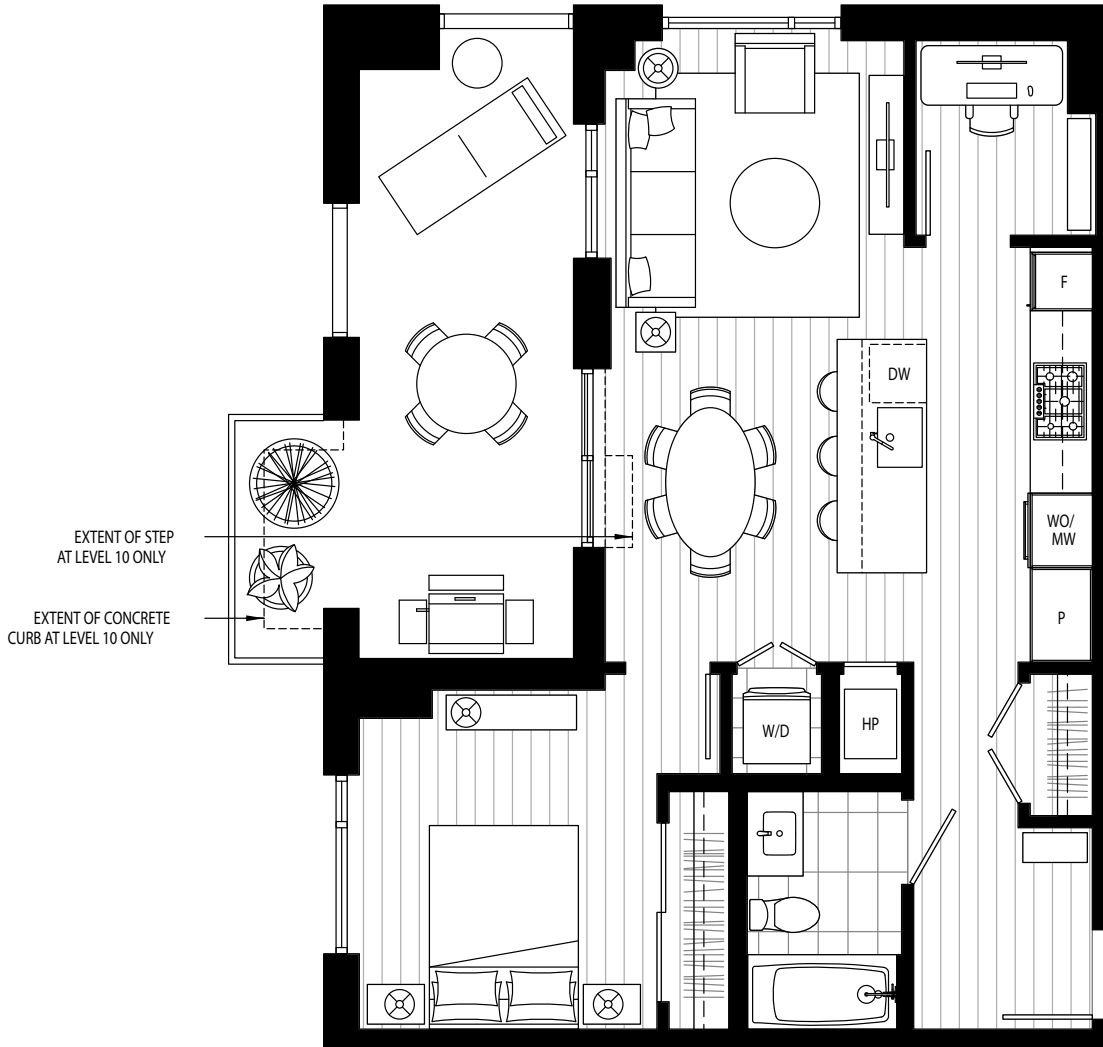 F
DW
EXTENT OF STEP
AT LEVEL 10 ONLY
WO/
MW
EXTENT OF CONCRETE
CURB AT LEVEL 10 ONLY
P
W/D
HP